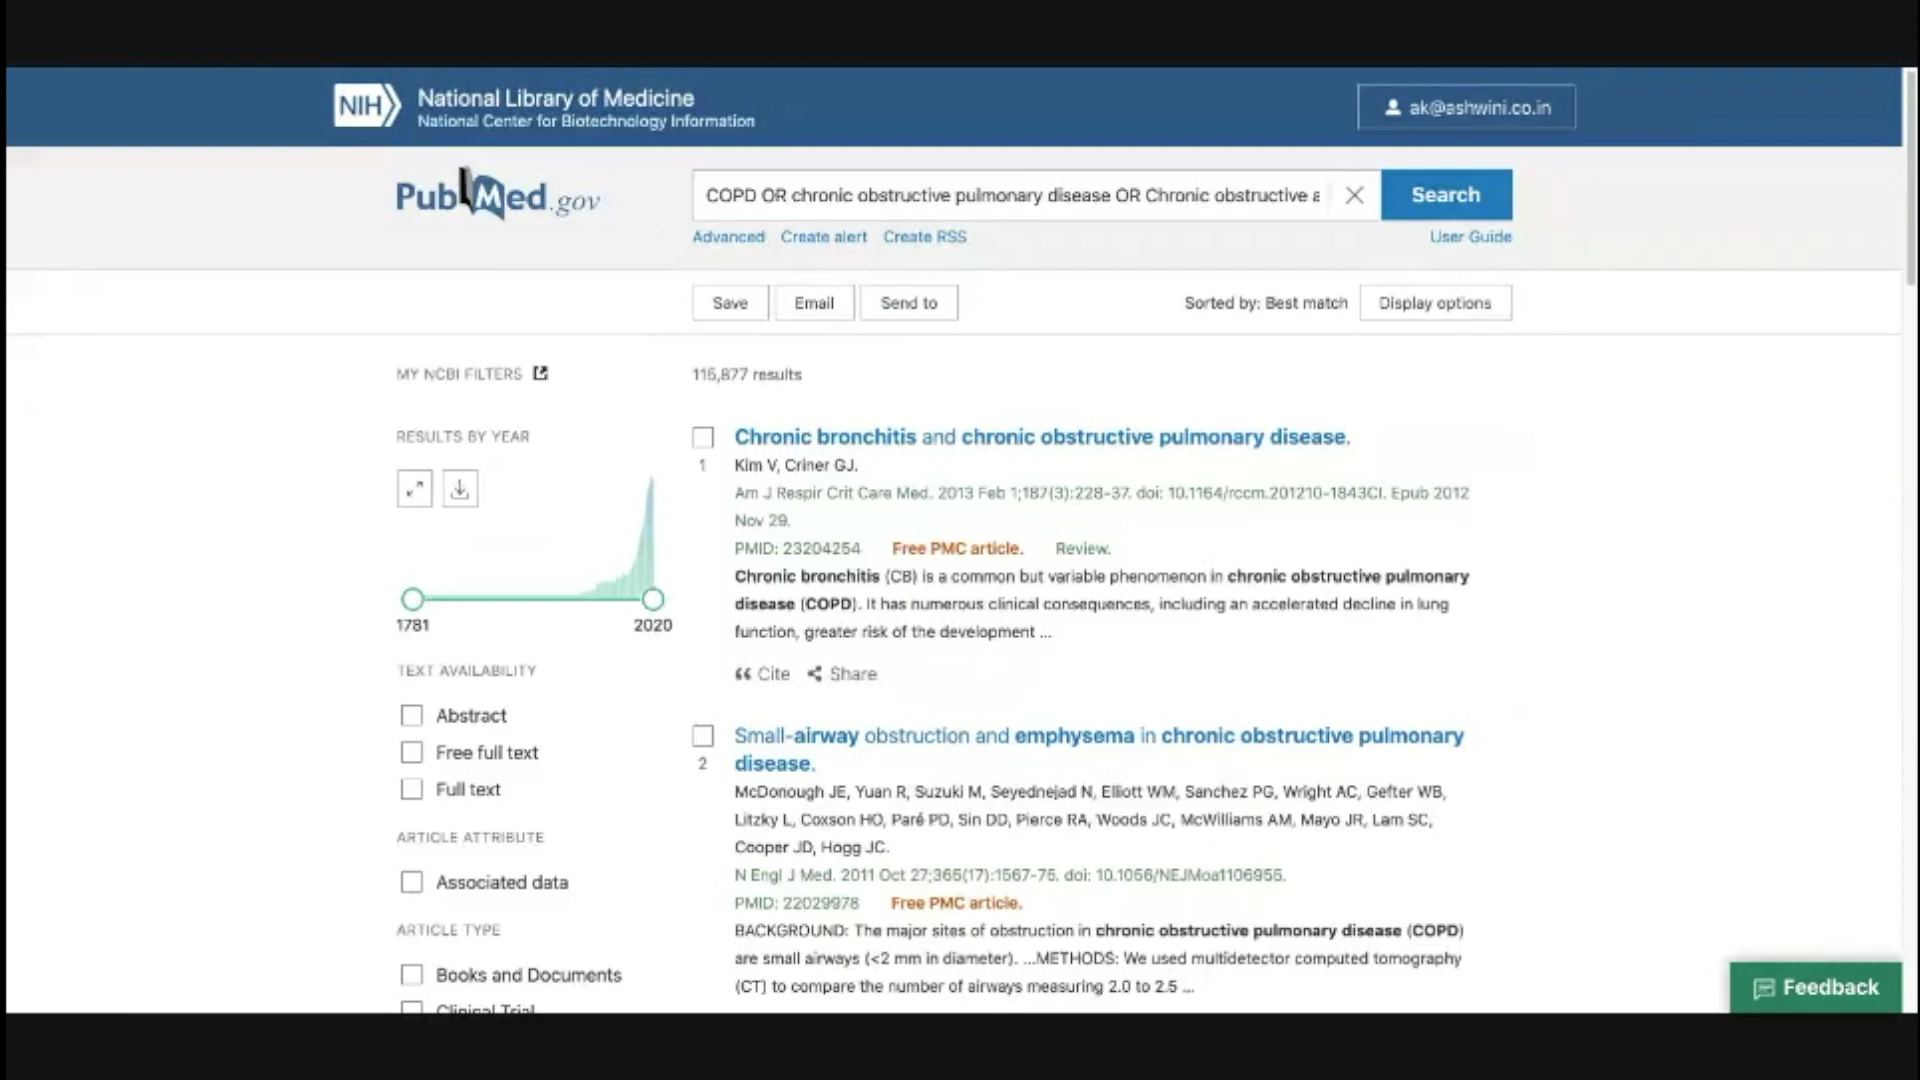 NIH
National Library of Medicine
National Center for Biotechnology Information
ak@ashwini.co.in
PubMed.gov
COPD OR chronic obstructive pulmonary disease OR Chronic obstructive a
Search
Advanced Create alert Create RSS
User Guide
Save Email Send to
Sorted by: Best match Display options
MY NCBI FILTERS
115,877 results
RESULTS BY YEAR
1781 2020
TEXT AVAILABILITY
Abstract
Free full text
Full text
ARTICLE ATTRIBUTE
Associated data
ARTICLE TYPE
Books and Documents
Clinical Trial
Chronic bronchitis and chronic obstructive pulmonary disease.
1 Kim V, Criner GJ.
Am J Respir Crit Care Med. 2013 Feb 1;187(3):228-37. doi: 10.1164/rccm.201210-1843CI. Epub 2012
Nov 29.
PMID: 23204254 Free PMC article. Review.
Chronic bronchitis (CB) is a common but variable phenomenon in chronic obstructive pulmonary
disease (COPD). It has numerous clinical consequences, including an accelerated decline in lung
function, greater risk of the development ...
Cite Share
Small-airway obstruction and emphysema in chronic obstructive pulmonary
2 disease.
McDonough JE, Yuan R, Suzuki M, Seyednejad N, Elliott WM, Sanchez PG, Wright AC, Gefter WB,
Litzky L, Coxson HO, Paré PD, Sin DD, Pierce RA, Woods JC, McWilliams AM, Mayo JR, Lam SC,
Cooper JD, Hogg JC.
N Engl J Med. 2011 Oct 27;365(17):1567-75. doi: 10.1056/NEJMoa1106955.
PMID: 22029978 Free PMC article.
BACKGROUND: The major sites of obstruction in chronic obstructive pulmonary disease (COPD)
are small airways (<2 mm in diameter). ...METHODS: We used multidetector computed tomography
(CT) to compare the number of airways measuring 2.0 to 2.5 ...
Feedback